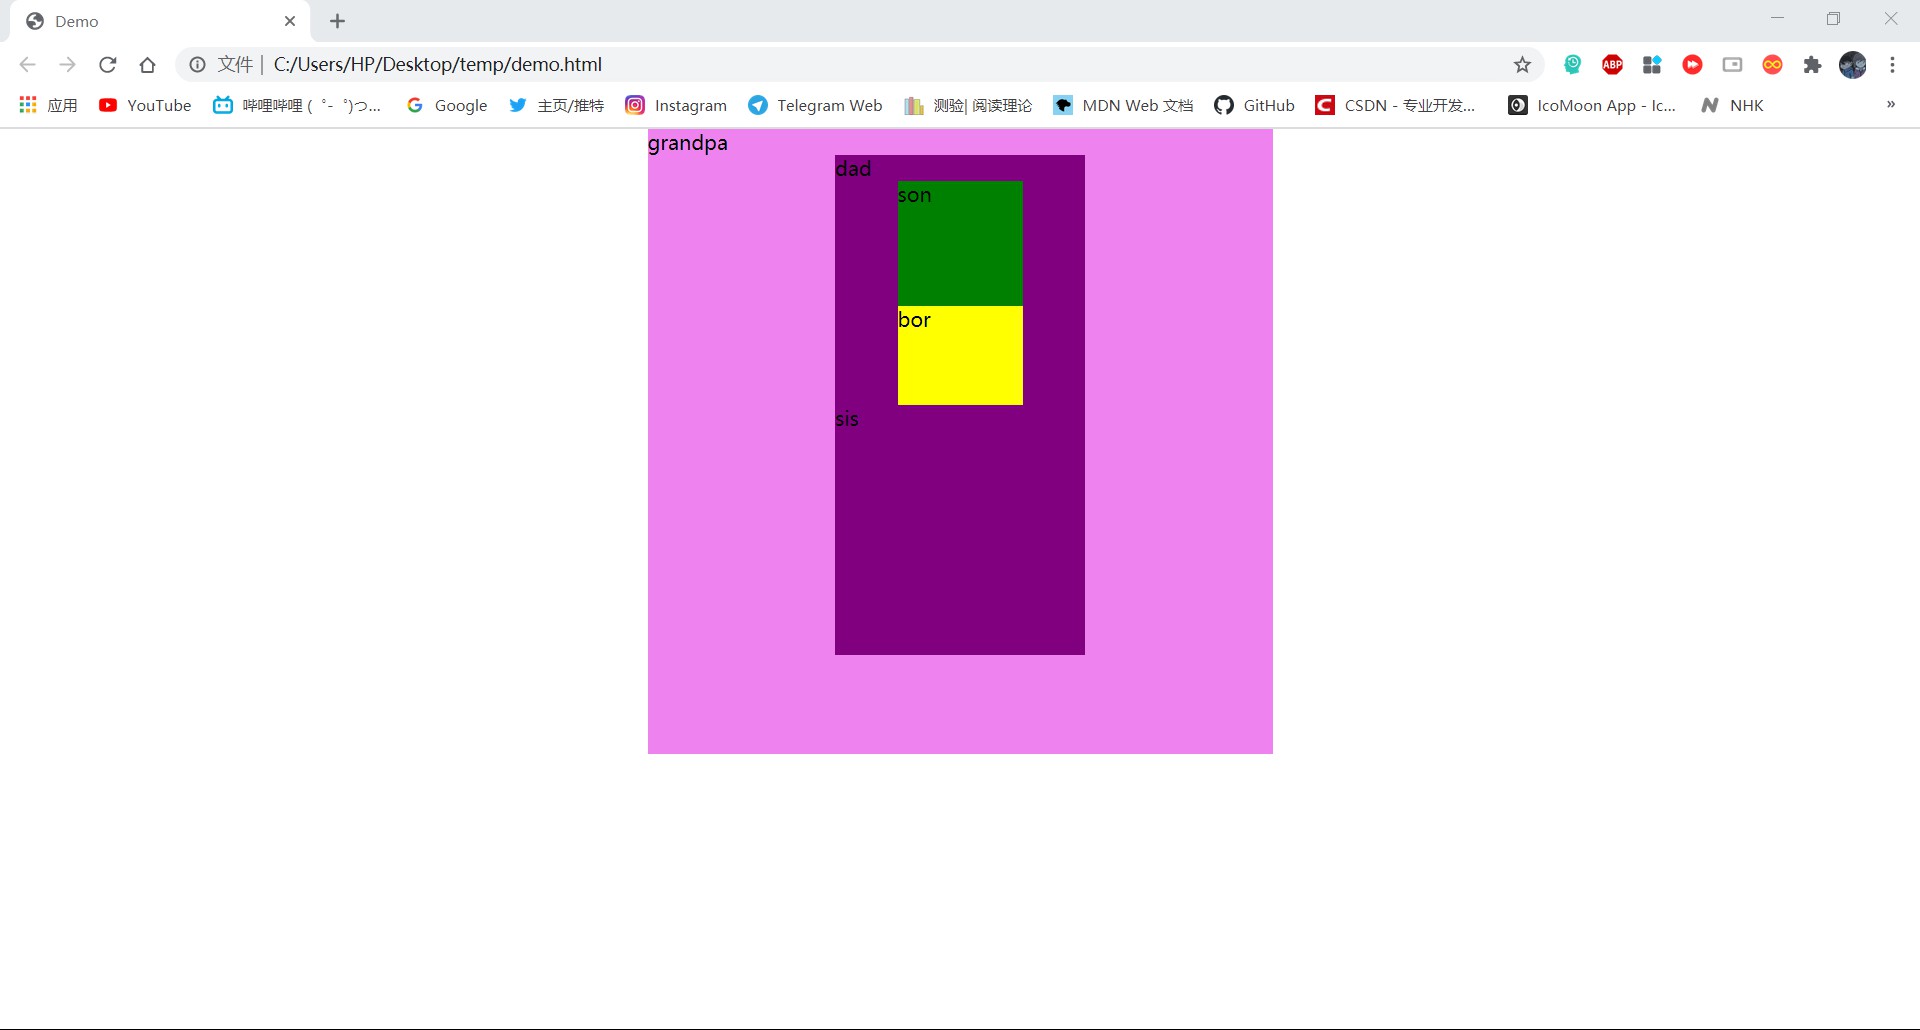 Demo
文件 | C:/Users/HP/Desktop/temp/demo.html
ABP
应用 YouTube 哔哩哔哩 ( ゜- ゜)つ... Google 主页/推特 Instagram Telegram Web 测验| 阅读理论 MDN Web 文档 GitHub CSDN - 专业开发... IcoMoon App - Ic... NHK »
grandpa
dad
son
bor
sis